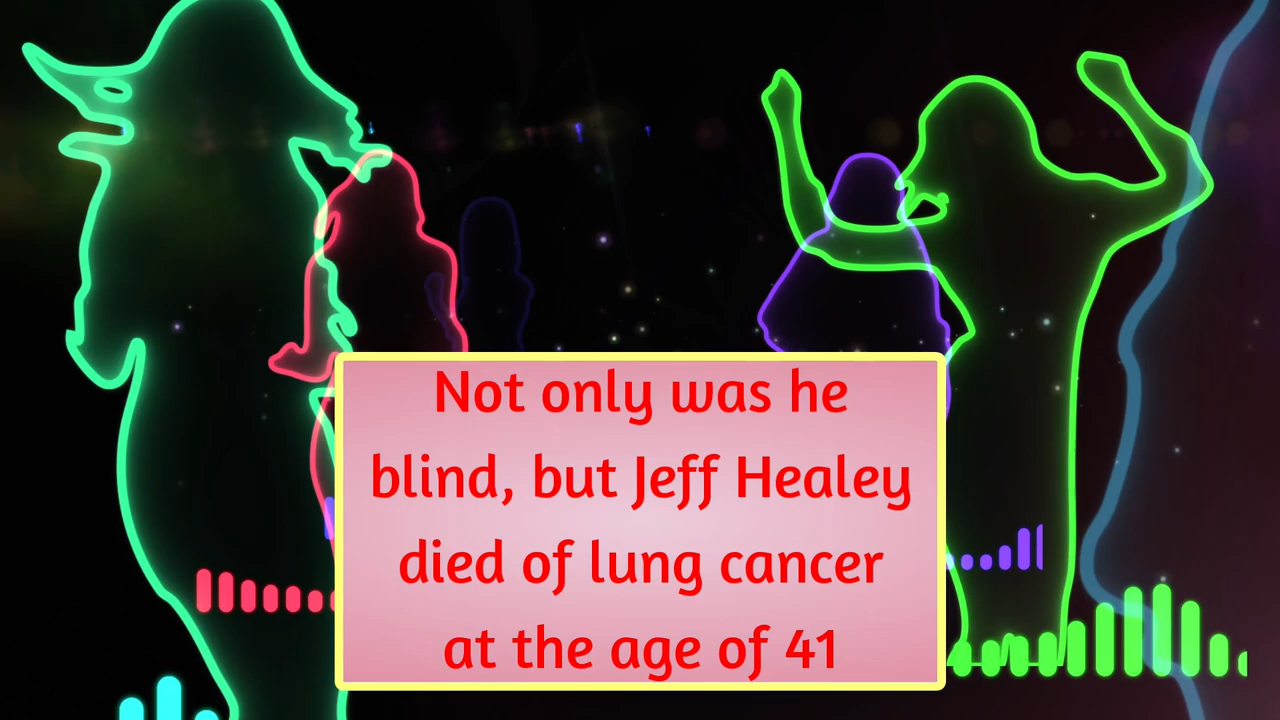 Not only was he
blind, but Jeff Healey
died of lung cancer
at the age of 41